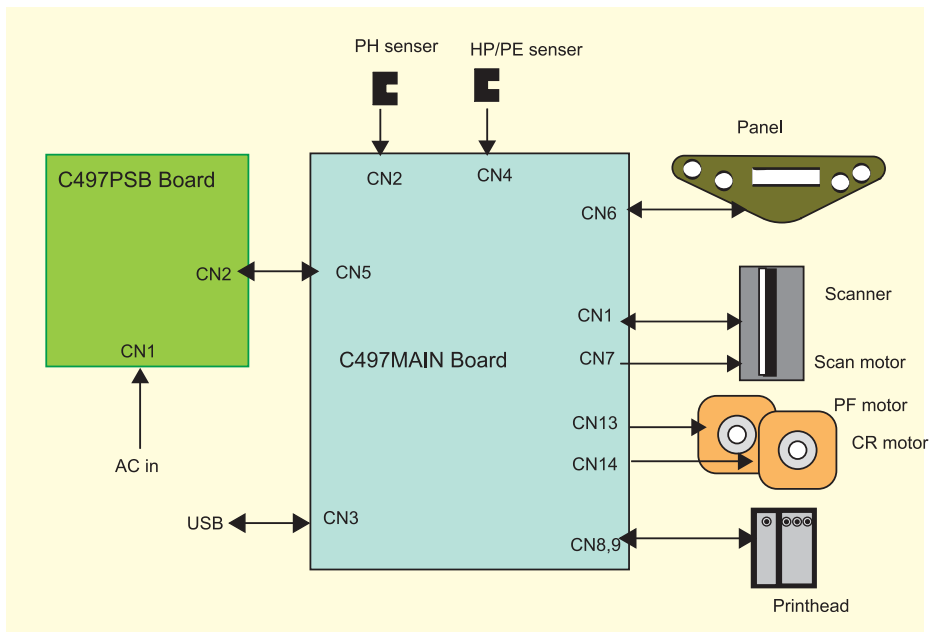 PH senser
HP/PE senser
Panel
C497PSB Board
CN2
CN4
CN6
CN2
CN5
Scanner
CN1
CN1
C497MAIN Board
CN7
Scan motor
PF motor
CN13
CR motor
AC in
CN14
USB
CN3
CN8,9
Printhead